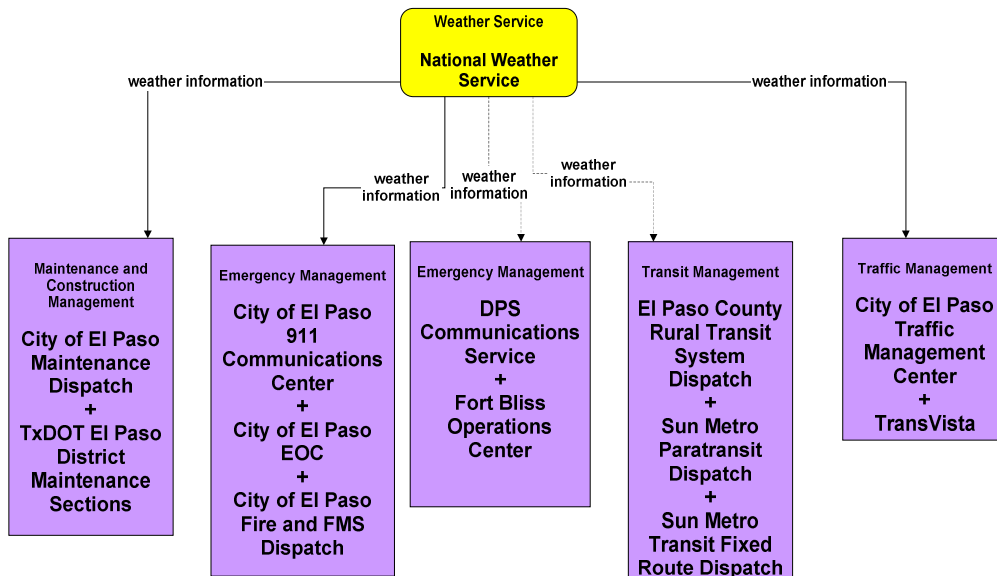 Weather Service
National Weather
Service
weather information
weather information
weather
information
weather
information
weather
information
Maintenance and
Construction
Management
City of El Paso
Maintenance
Dispatch
+
TxDOT El Paso
District
Maintenance
Sections
Emergency Management
City of El Paso
911
Communications
Center
+
City of El Paso
EOC
+
City of El Paso
Fire and FMS
Dispatch
Emergency Management
DPS
Communications
Service
+
Fort Bliss
Operations
Center
Transit Management
El Paso County
Rural Transit
System
Dispatch
+
Sun Metro
Paratransit
Dispatch
+
Sun Metro
Transit Fixed
Route Dispatch
Traffic Management
City of El Paso
Traffic
Management
Center
+
TransVista